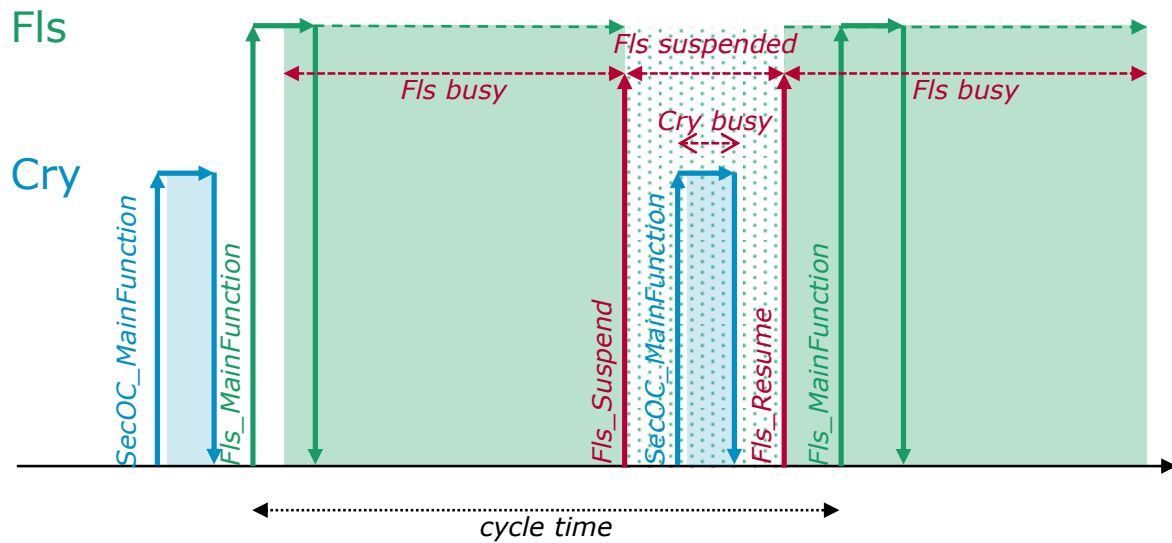 Fls
Fls suspended
Fls busy
Fls busy
Cry busy
Cry
SecOC_MainFunction
Fls_MainFunction
Fls_Suspend
SecOC_MainFunction
Fls_Resume
Fls_MainFunction
cycle time